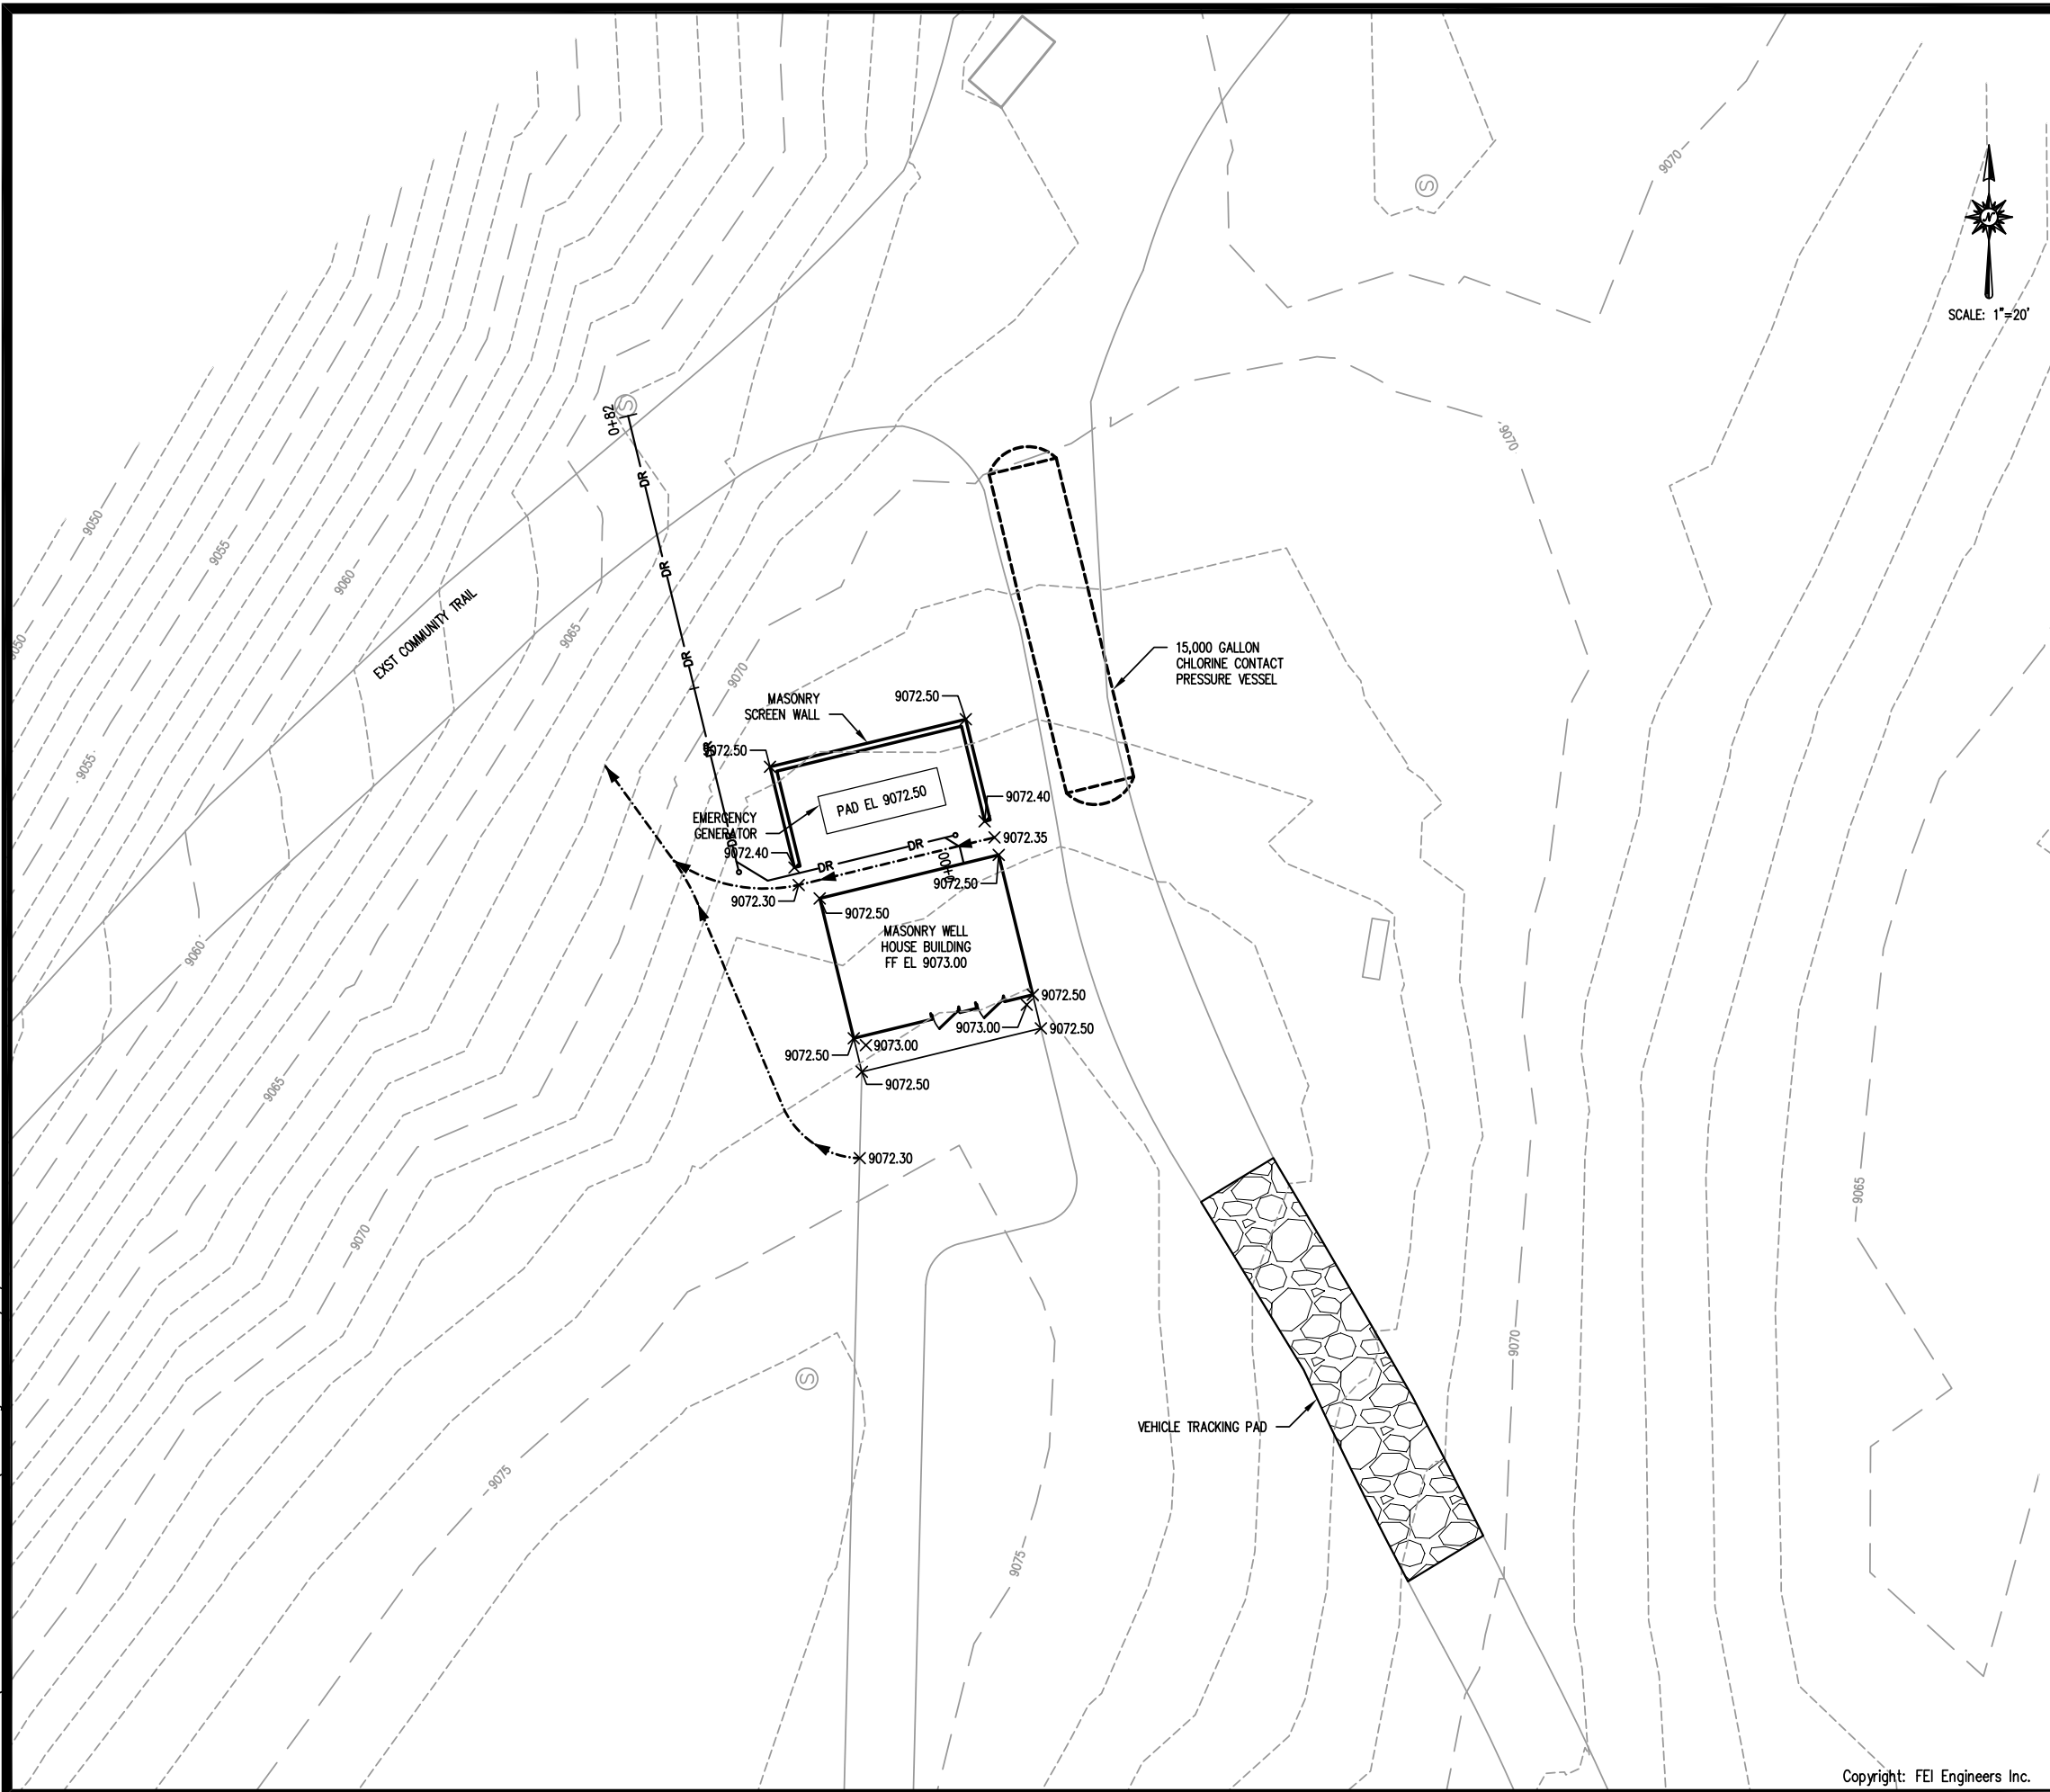 9070
N
SCALE: 1"=20'
S
S
0+82
DR
9070
9050
9055
DR
9060
EXST COMMUNITY TRAIL
9065
9050
15,000 GALLON
CHLORINE CONTACT
PRESSURE VESSEL
DR
9070
MASONRY
SCREEN WALL
9072.50
9072.50
DR
9055
PAD EL 9072.50
9072.40
EMERGENCY
GENERATOR
DR
9072.35
DR
9072.40
DR
0+00
9072.50
9072.30
9072.50
MASONRY WELL
HOUSE BUILDING
FF EL 9073.00
9060
9072.50
9073.00
9072.50
9072.50
9073.00
9072.50
9065
9072.30
9065
9070
9070
S
VEHICLE TRACKING PAD
9075
9075
Copyright: FEI Engineers Inc.